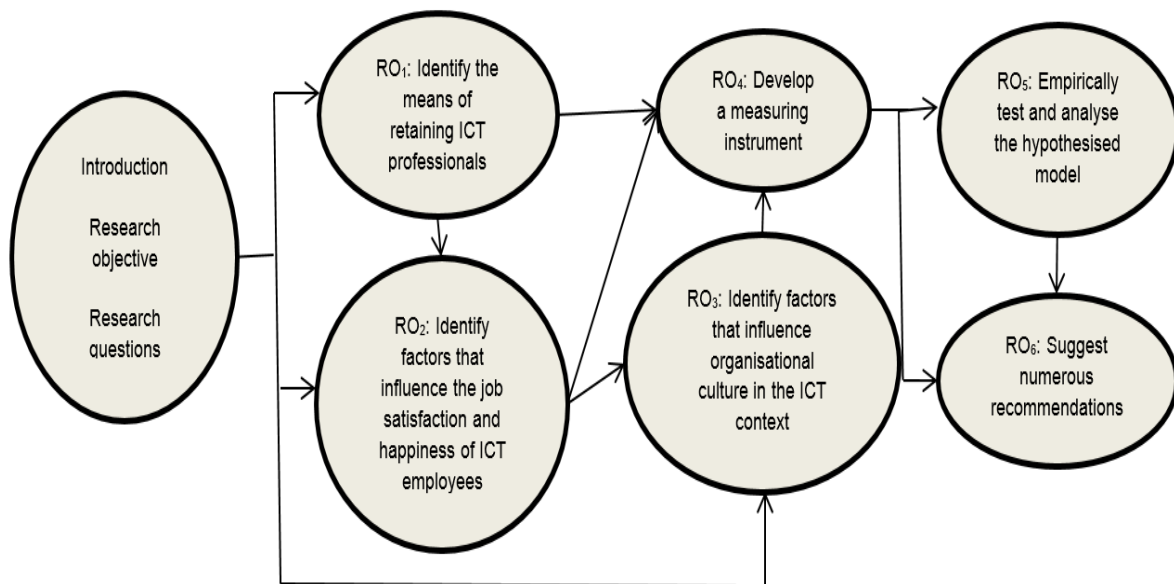 Introduction
Research
objective
Research
questions
RO₁: Identify the
means of
retaining ICT
professionals
RO₂: Identify
factors that
influence the job
satisfaction and
happiness of ICT
employees
RO₄: Develop
a measuring
instrument
RO₃: Identify factors
that influence
organisational
culture in the ICT
context
RO₅: Empirically
test and analyse
the hypothesised
model
RO₆: Suggest
numerous
recommendations